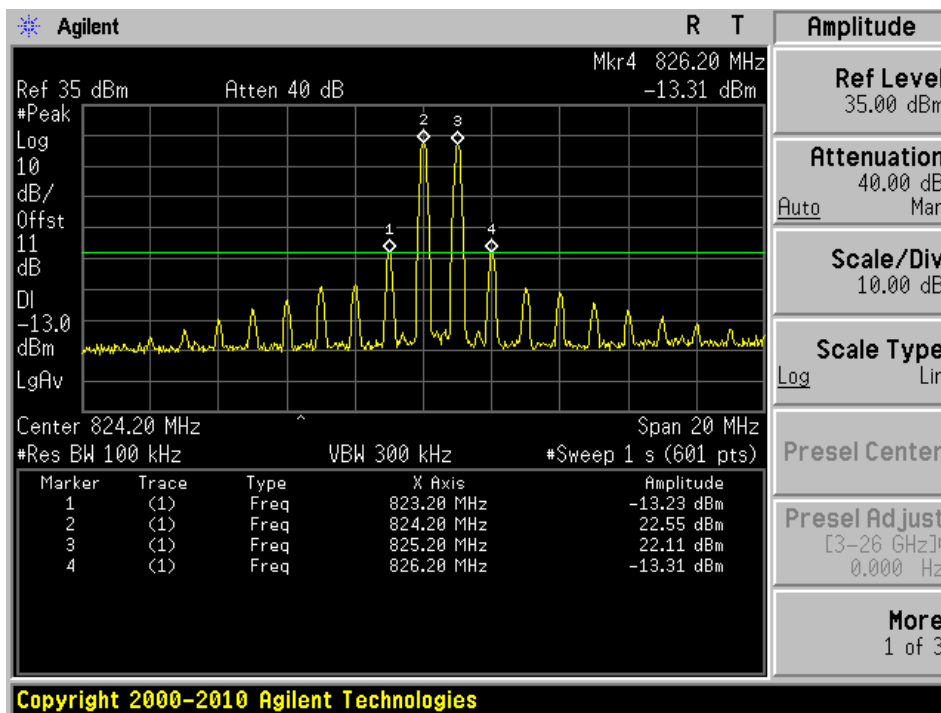 Agilent R T
Mkr4 826.20 MHz
Ref 35 dBm Atten 40 dB -13.31 dBm
#Peak
Log
10
dB/
Offst
11
dB
DI
-13.0
dBm
LgAv
2 3
1 4
Center 824.20 MHz ^ Span 20 MHz
#Res BW 100 kHz VBW 300 kHz #Sweep 1 s (601 pts)
Marker Trace Type X Axis Amplitude
1 (1) Freq 823.20 MHz -13.23 dBm
2 (1) Freq 824.20 MHz 22.55 dBm
3 (1) Freq 825.20 MHz 22.11 dBm
4 (1) Freq 826.20 MHz -13.31 dBm
Copyright 2000-2010 Agilent Technologies
Amplitude
Ref Level
35.00 dBm
Attenuation
40.00 dB
Auto Man
Scale/Div
10.00 dB
Scale Type
Log Lin
Presel Center
Presel Adjust
[3-26 GHz]
0.000 Hz
More
1 of 3